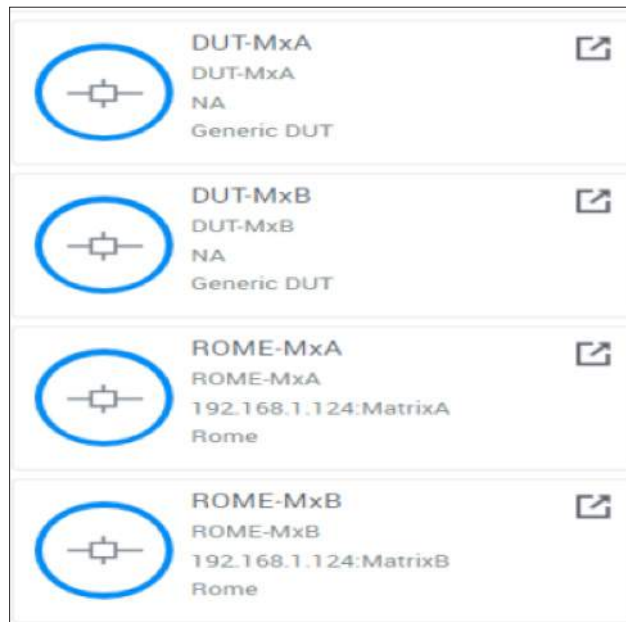 DUT-MxA
DUT-MxA
NA
Generic DUT
DUT-MxB
DUT-MxB
NA
Generic DUT
ROME-MxA
ROME-MxA
192.168.1.124:MatrixA
Rome
ROME-MxB
ROME-MxB
192.168.1.124:MatrixB
Rome